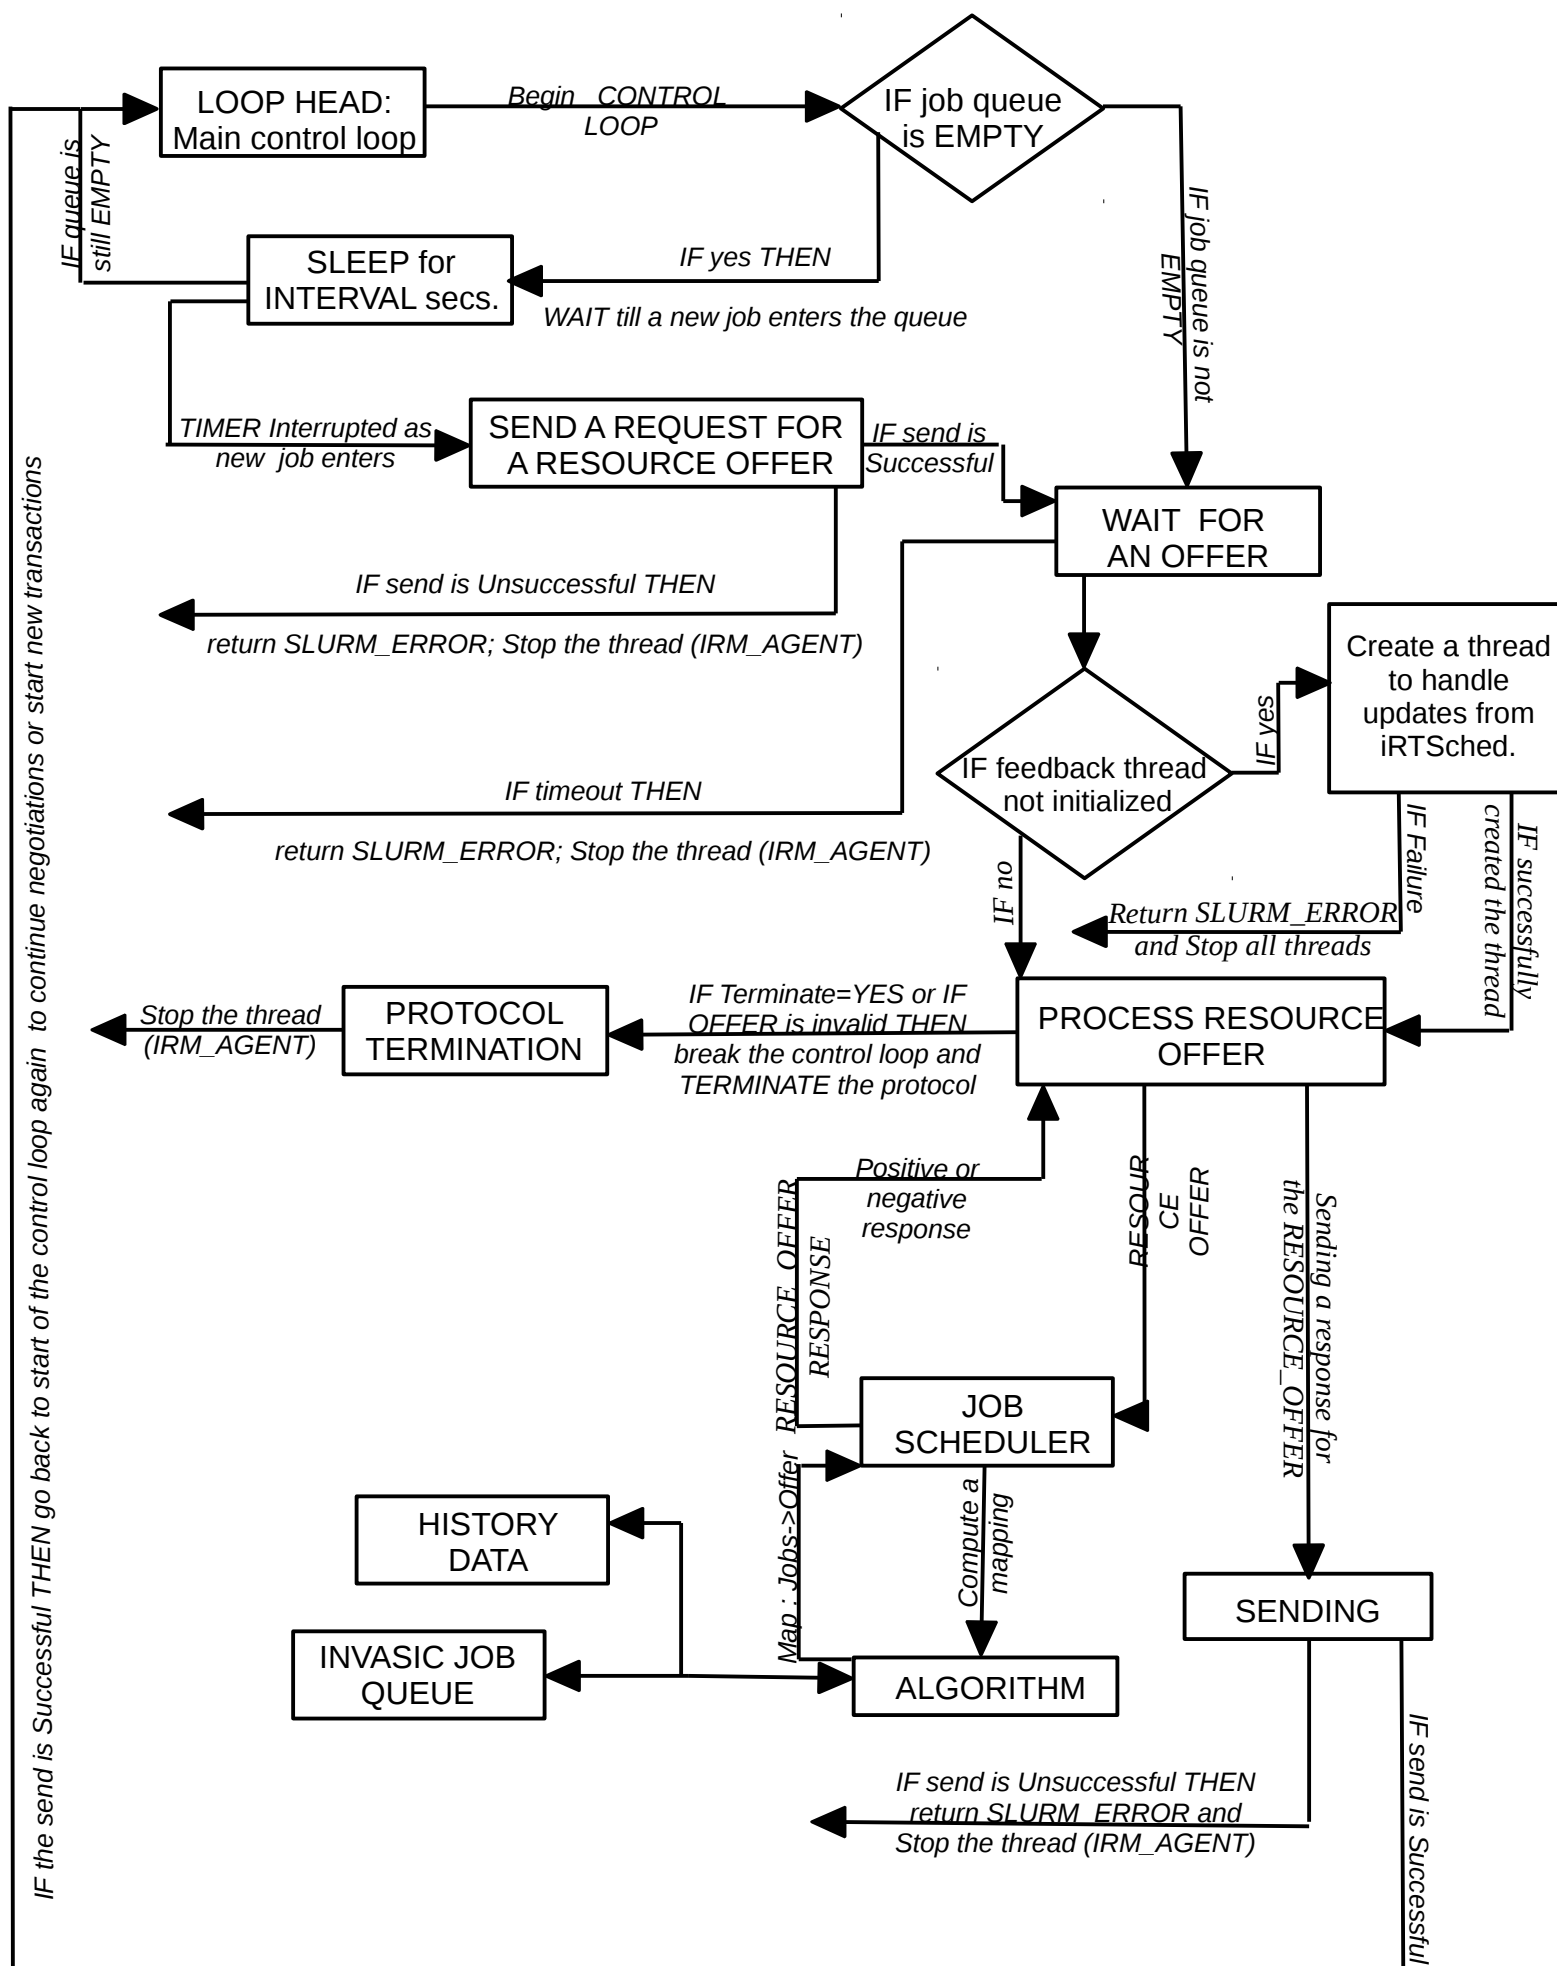 LOOP HEAD:
Main control loop
Begin CONTROL
LOOP
IF job queue
is EMPTY
IF queue is
still EMPTY
SLEEP for
INTERVAL secs.
IF yes THEN
WAIT till a new job enters the queue
IF job queue is not
EMPTY
TIMER Interrupted as
new job enters
SEND A REQUEST FOR
A RESOURCE OFFER
IF send is
Successful
WAIT FOR
AN OFFER
IF send is Unsuccessful THEN
return SLURM_ERROR; Stop the thread (IRM_AGENT)
Create a thread
to handle
updates from
iRTSched.
IF yes
IF feedback thread
not initialized
IF timeout THEN
return SLURM_ERROR; Stop the thread (IRM_AGENT)
IF no
IF Failure
IF successfully
created the thread
Return SLURM_ERROR
and Stop all threads
Stop the thread
(IRM_AGENT)
PROTOCOL
TERMINATION
IF Terminate=YES or IF
OFFER is invalid THEN
break the control loop and
TERMINATE the protocol
PROCESS RESOURCE
OFFER
Positive or
negative
response
RESOURCE_OFFER
RESPONSE
RESOUR
CE
OFFER
Sending a response for
the RESOURCE_OFFER
JOB
SCHEDULER
Map : Jobs->Offer
Compute a
mapping
HISTORY
DATA
INVASIC JOB
QUEUE
ALGORITHM
SENDING
IF send is Unsuccessful THEN
return SLURM_ERROR and
Stop the thread (IRM_AGENT)
IF send is Successful
IF the send is Successful THEN go back to start of the control loop again to continue negotiations or start new transactions